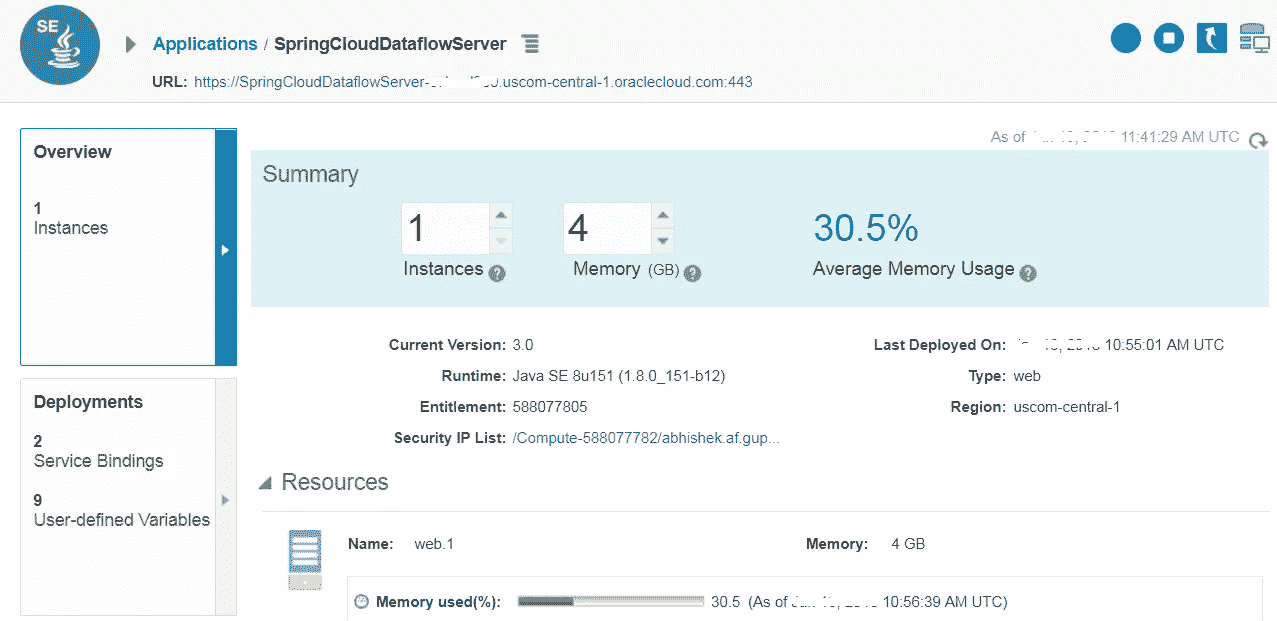 SE
Applications / SpringCloudDataflowServer
URL: https://SpringCloudDataflowServer- .uscom-central-1.oraclecloud.com:443
As of 11:41:29 AM UTC
Overview
1
Instances
Summary
1
4
30.5%
Instances ?
Memory (GB) ?
Average Memory Usage ?
Current Version: 3.0
Last Deployed On: 10:55:01 AM UTC
Runtime: Java SE 8u151 (1.8.0_151-b12)
Type: web
Entitlement: 588077805
Region: uscom-central-1
Security IP List: /Compute-588077782/abhishek.af.gup...
Deployments
2
Service Bindings
9
User-defined Variables
Resources
Name: web.1
Memory: 4 GB
Memory used(%): 30.5 (As of 10:56:39 AM UTC)